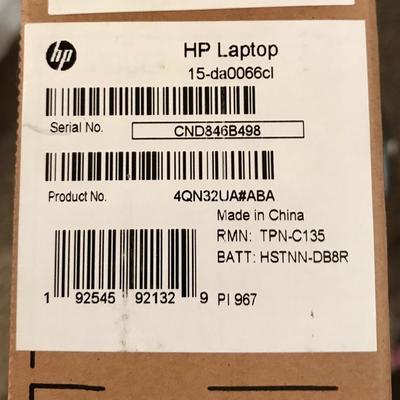 hp
HP Laptop
15-da0066cl
Serial No.
CND846B498
Product No.
4QN32UA#ABA
Made in China
RMN: TPN-C135
BATT: HSTNN-DB8R
1 92545 92132 9
PI 967